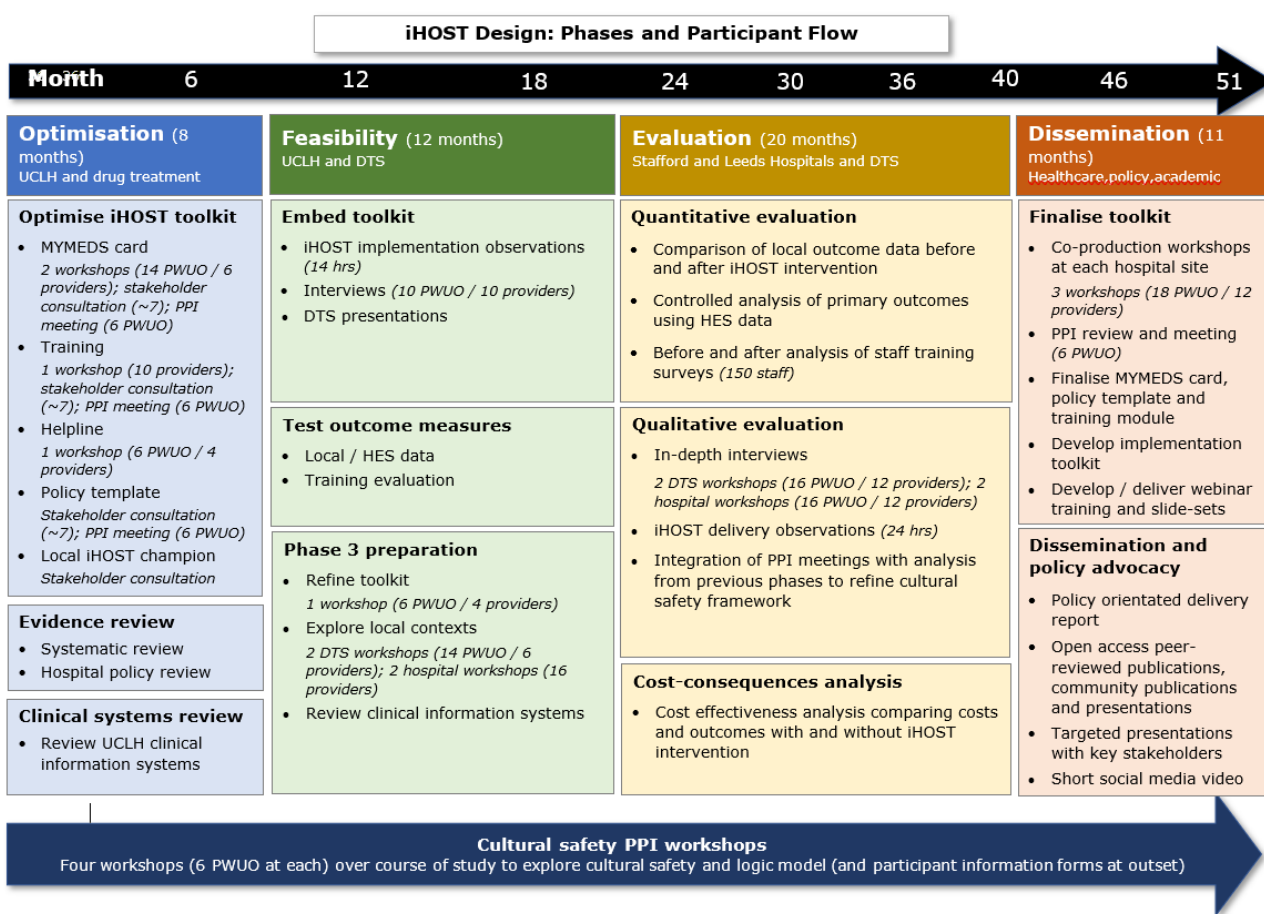 iHOST Design: Phases and Participant Flow
Month 6 12 18 24 30 36 40 46 51
Optimisation (8
months)
UCLH and drug treatment
Optimise iHOST toolkit
• MYMEDS card
2 workshops (14 PWUO / 6
providers); stakeholder
consultation (~7); PPI
meeting (6 PWUO)
• Training
1 workshop (10 providers);
stakeholder consultation
(~7); PPI meeting (6 PWUO)
• Helpline
1 workshop (6 PWUO / 4
providers)
• Policy template
Stakeholder consultation
(~7); PPI meeting (6 PWUO)
• Local iHOST champion
Stakeholder consultation
Evidence review
• Systematic review
• Hospital policy review
Clinical systems review
• Review UCLH clinical
information systems
Feasibility (12 months)
UCLH and DTS
Embed toolkit
• iHOST implementation observations
(14 hrs)
• Interviews (10 PWUO / 10 providers)
• DTS presentations
Test outcome measures
• Local / HES data
• Training evaluation
Phase 3 preparation
• Refine toolkit
1 workshop (6 PWUO / 4 providers)
• Explore local contexts
2 DTS workshops (14 PWUO / 6
providers); 2 hospital workshops (16
providers)
• Review clinical information systems
Evaluation (20 months)
Stafford and Leeds Hospitals and DTS
Quantitative evaluation
• Comparison of local outcome data before
and after iHOST intervention
• Controlled analysis of primary outcomes
using HES data
• Before and after analysis of staff training
surveys (150 staff)
Qualitative evaluation
• In-depth interviews
2 DTS workshops (16 PWUO / 12 providers); 2
hospital workshops (16 PWUO / 12 providers)
• iHOST delivery observations (24 hrs)
• Integration of PPI meetings with analysis
from previous phases to refine cultural
safety framework
Cost-consequences analysis
• Cost effectiveness analysis comparing costs
and outcomes with and without iHOST
intervention
Dissemination (11
months)
Healthcare,policy,academic
Finalise toolkit
• Co-production workshops
at each hospital site
3 workshops (18 PWUO / 12
providers)
• PPI review and meeting
(6 PWUO)
• Finalise MYMEDS card,
policy template and
training module
• Develop implementation
toolkit
• Develop / deliver webinar
training and slide-sets
Dissemination and
policy advocacy
• Policy orientated delivery
report
• Open access peer-
reviewed publications,
community publications
and presentations
• Targeted presentations
with key stakeholders
• Short social media video
Cultural safety PPI workshops
Four workshops (6 PWUO at each) over course of study to explore cultural safety and logic model (and participant information forms at outset)